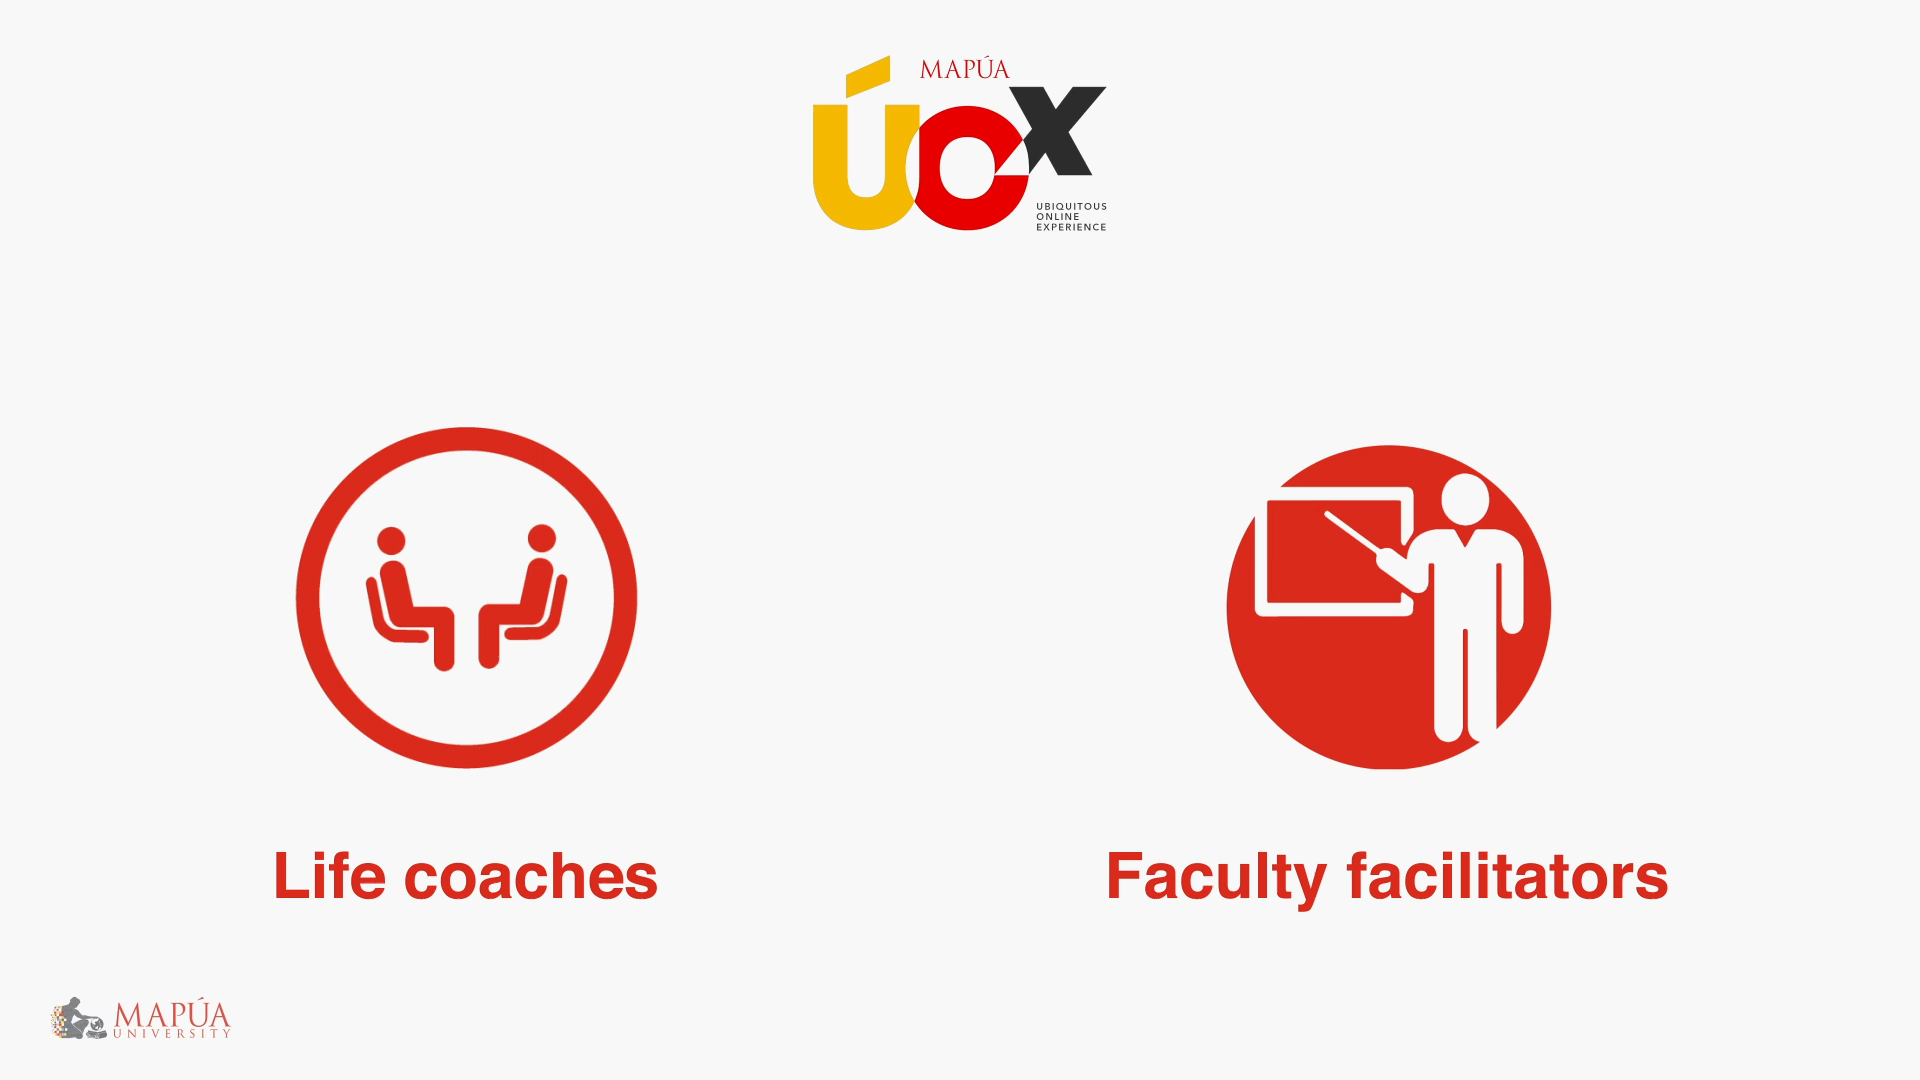 MAPÚA
ÚOX
UBIQUITOUS
ONLINE
EXPERIENCE
Life coaches
Faculty facilitators
MAPÚA
UNIVERSITY